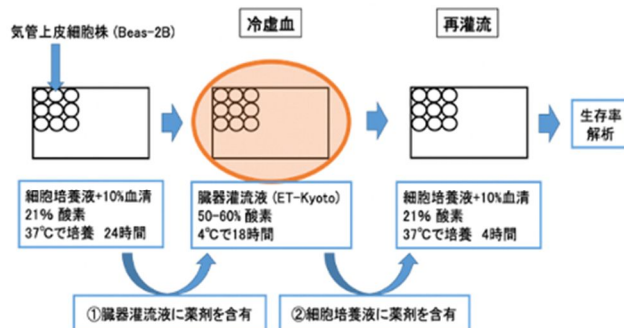 気管上皮細胞株 (Beas-2B)
冷虚血
再灌流
生存率
解析
細胞培養液+10%血清
21% 酸素
37℃で培養 24時間
臓器灌流液 (ET-Kyoto)
50-60% 酸素
4℃で18時間
細胞培養液+10%血清
21% 酸素
37℃で培養 4時間
①臓器灌流液に薬剤を含有
②細胞培養液に薬剤を含有